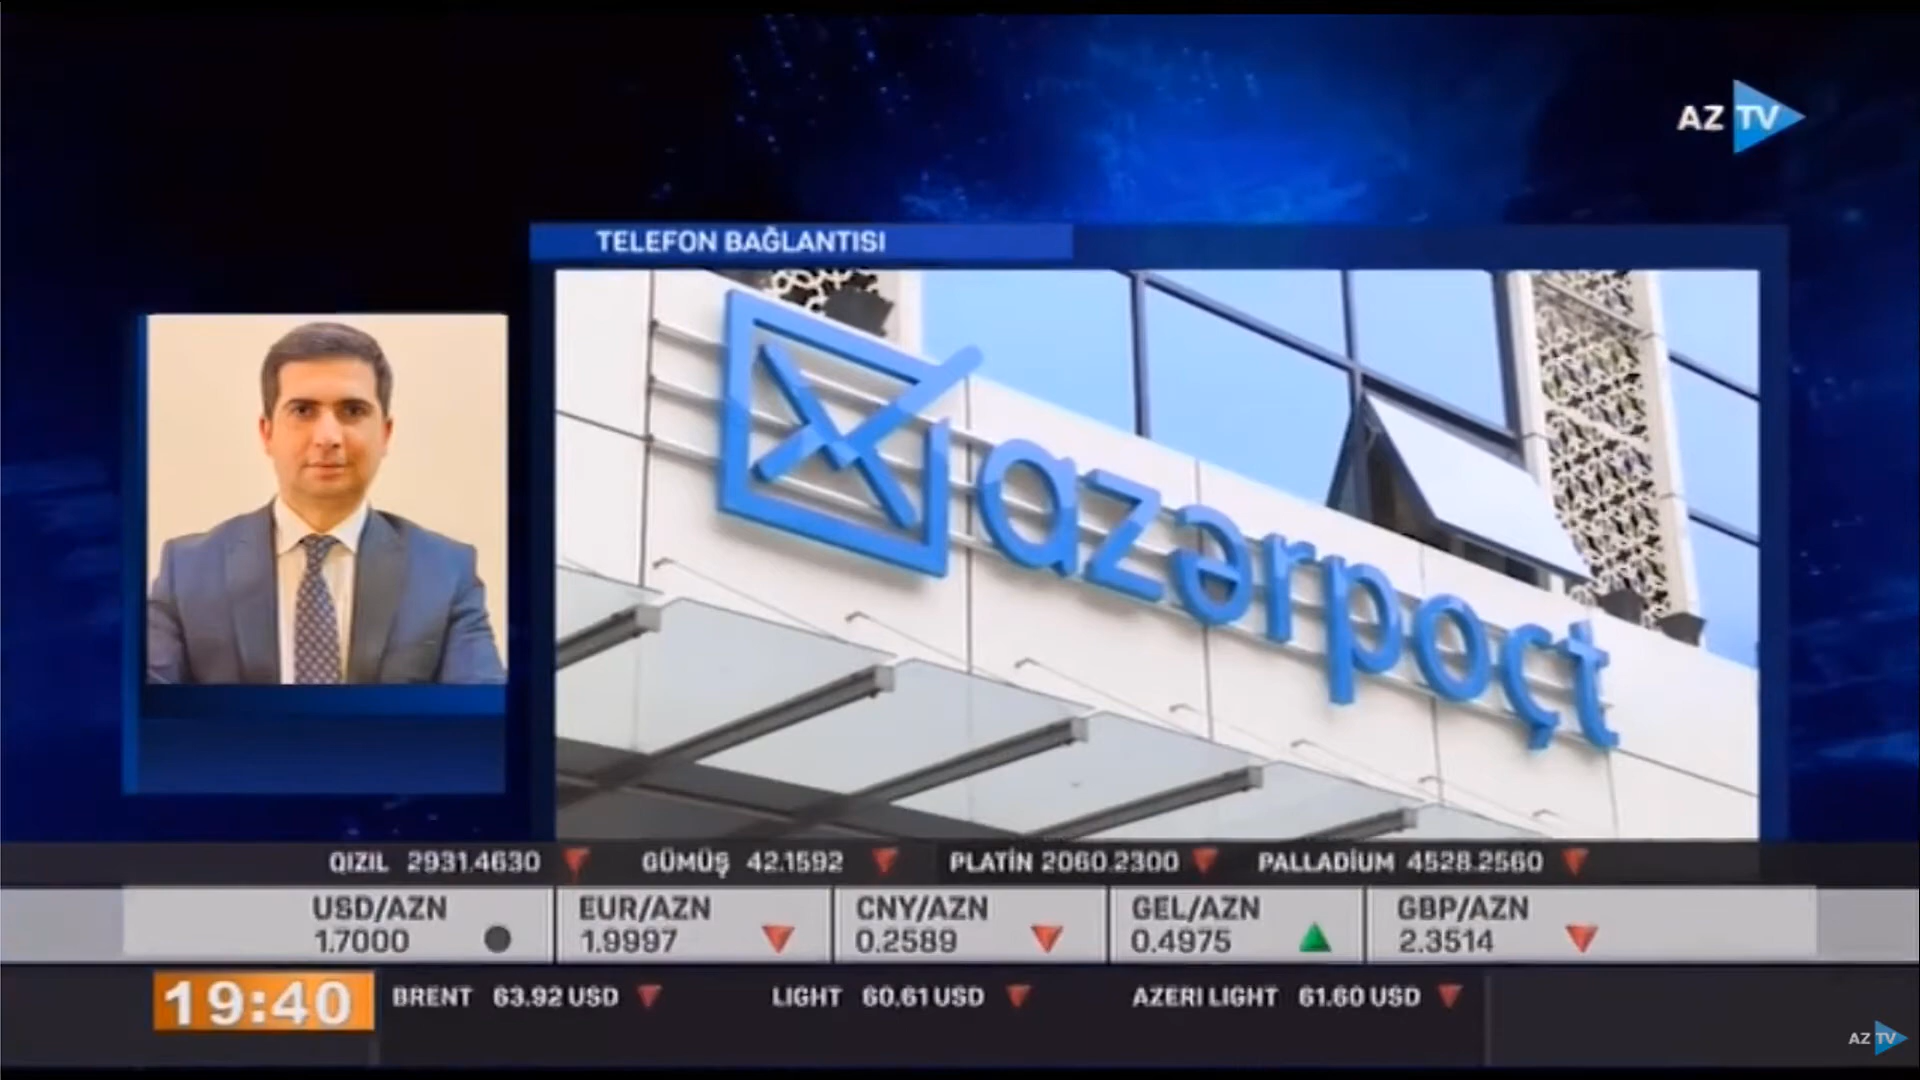 AZ TV
TELEFON BAĞLANTISI
azərpoçt
QIZIL 2931.4630 GÜMÜŞ 42.1592 PLATİN 2060.2300 PALLADİUM 4528.2560
USD/AZN EUR/AZN CNY/AZN GEL/AZN GBP/AZN
1.7000 1.9997 0.2589 0.4975 2.3514
19:40 BRENT 63.92 USD LIGHT 60.61 USD AZERI LIGHT 61.60 USD
AZ TV